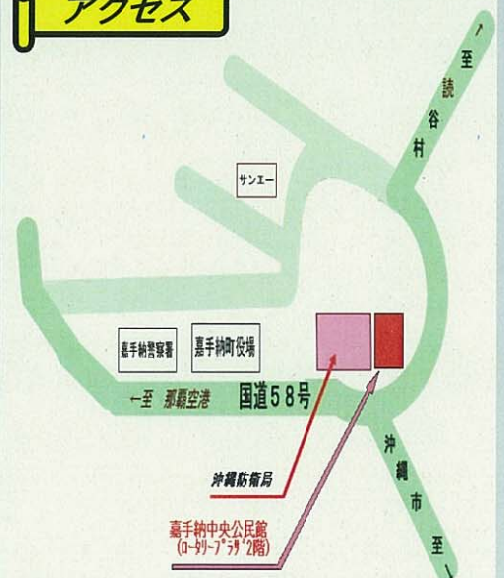 アクセス
↑
至
読
谷
村
サンエー
嘉手納警察署
嘉手納町役場
←至 那覇空港
国道58号
沖縄防衛局
嘉手納中央公民館
(ロータリープラザ2階)
沖
縄
市
至
↓